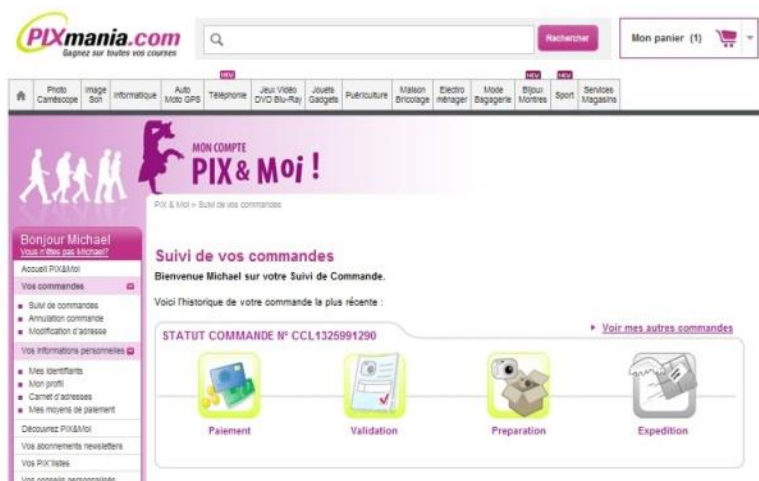 PIXmania.com
Gagnez sur toutes vos courses
Rechercher
Mon panier (1)
NEW
NEW
NEW
Photo Caméscope
Image Son
Informatique
Auto Moto GPS
Téléphonie
Jeux Vidéo DVD Blu-Ray
Jouets Gadgets
Puériculture
Maison Bricolage
Electro ménager
Mode Bagagerie
Bijoux Montres
Sport
Services Magasins
MON COMPTE
PIX & Moi !
PIX & Moi > Suivi de vos commandes
Bonjour Michael
Vous n'êtes pas Michael?
Accueil PIX&Moi
Vos commandes
Suivi de commandes
Annulation commande
Modification d'adresse
Vos informations personnelles
Mes identifiants
Mon profil
Carnet d'adresses
Mes moyens de paiement
Découvrez PIX&Moi
Vos abonnements newsletters
Vos PIX'listes
Vos conseils personnalisés
Suivi de vos commandes
Bienvenue Michael sur votre Suivi de Commande.
Voici l'historique de votre commande la plus récente :
STATUT COMMANDE N° CCL1325991290
Voir mes autres commandes
Paiement
Validation
Preparation
Expedition